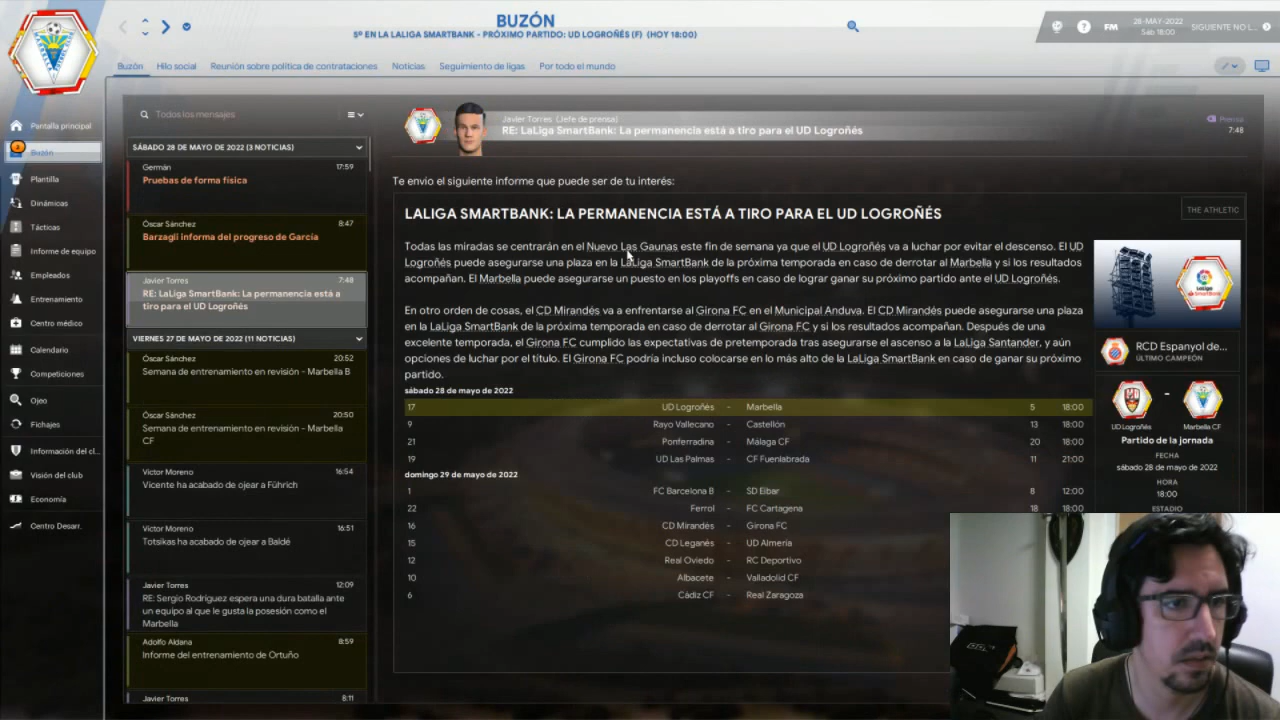 BUZÓN
5º EN LA LALIGA SMARTBANK - PRÓXIMO PARTIDO: UD LOGROÑÉS (F) (HOY 18:00)
FM
28-MAY-2022
Sáb 18:00
SIGUIENTE NO L...
Buzón
Hilo social
Reunión sobre política de contrataciones
Noticias
Seguimiento de ligas
Por todo el mundo
Pantalla principal
3
Buzón
Plantilla
Dinámicas
Tácticas
Informe de equipo
Empleados
Entrenamiento
Centro médico
Calendario
Competiciones
Ojeo
Fichajes
Información del cl...
Visión del club
Economía
Centro Desarr.
Todos los mensajes
SÁBADO 28 DE MAYO DE 2022 (3 NOTICIAS)
Germán 17:59
Pruebas de forma física
Óscar Sánchez 8:47
Barzagli informa del progreso de García
Javier Torres 7:48
RE: LaLiga SmartBank: La permanencia está a
tiro para el UD Logroñés
VIERNES 27 DE MAYO DE 2022 (11 NOTICIAS)
Óscar Sánchez 20:52
Semana de entrenamiento en revisión - Marbella B
Óscar Sánchez 20:50
Semana de entrenamiento en revisión - Marbella
CF
Víctor Moreno 16:54
Vicente ha acabado de ojear a Führich
Víctor Moreno 16:51
Totsikas ha acabado de ojear a Baldé
Javier Torres 12:09
RE: Sergio Rodríguez espera una dura batalla ante
un equipo al que le gusta la posesión como el
Marbella
Adolfo Aldana 8:59
Informe del entrenamiento de Ortuño
Javier Torres 8:11
Javier Torres (Jefe de prensa)
RE: LaLiga SmartBank: La permanencia está a tiro para el UD Logroñés
Prensa
7:48
Te envío el siguiente informe que puede ser de tu interés:
LALIGA SMARTBANK: LA PERMANENCIA ESTÁ A TIRO PARA EL UD LOGROÑÉS
THE ATHLETIC
Todas las miradas se centrarán en el Nuevo Las Gaunas este fin de semana ya que el UD Logroñés va a luchar por evitar el descenso. El UD
Logroñés puede asegurarse una plaza en la LaLiga SmartBank de la próxima temporada en caso de derrotar al Marbella y si los resultados
acompañan. El Marbella puede asegurarse un puesto en los playoffs en caso de lograr ganar su próximo partido ante el UD Logroñés.
En otro orden de cosas, el CD Mirandés va a enfrentarse al Girona FC en el Municipal Anduva. El CD Mirandés puede asegurarse una plaza
en la LaLiga SmartBank de la próxima temporada en caso de derrotar al Girona FC y si los resultados acompañan. Después de una
excelente temporada, el Girona FC cumplido las expectativas de pretemporada tras asegurarse el ascenso a la LaLiga Santander, y aún
opciones de luchar por el título. El Girona FC podría incluso colocarse en lo más alto de la LaLiga SmartBank en caso de ganar su próximo
partido.
sábado 28 de mayo de 2022
17 UD Logroñés - Marbella 5 18:00
9 Rayo Vallecano - Castellón 13 18:00
21 Ponferradina - Málaga CF 20 18:00
19 UD Las Palmas - CF Fuenlabrada 11 21:00
domingo 29 de mayo de 2022
1 FC Barcelona B - SD Eibar 8 12:00
22 Ferrol - FC Cartagena 18 18:00
16 CD Mirandés - Girona FC
15 CD Leganés - UD Almería
12 Real Oviedo - RC Deportivo
10 Albacete - Valladolid CF
6 Cádiz CF - Real Zaragoza
RCD Espanyol de...
ÚLTIMO CAMPEÓN
-
UD Logroñés Marbella CF
Partido de la jornada
FECHA
sábado 28 de mayo de 2022
HORA
18:00
ESTADIO